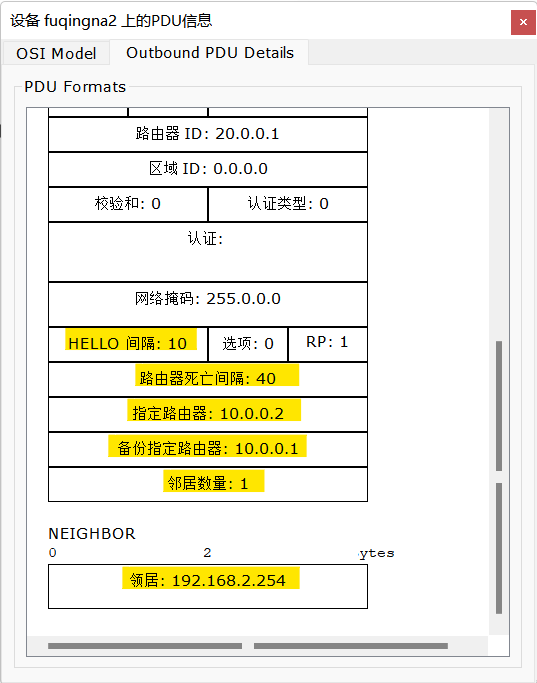 设备 fuqingna2 上的PDU信息
OSI Model Outbound PDU Details
PDU Formats
路由器 ID: 20.0.0.1
区域 ID: 0.0.0.0
校验和: 0 认证类型: 0
认证:
网络掩码: 255.0.0.0
HELLO 间隔: 10 选项: 0 RP: 1
路由器死亡间隔: 40
指定路由器: 10.0.0.2
备份指定路由器: 10.0.0.1
邻居数量: 1
NEIGHBOR
0 2 ytes
领居: 192.168.2.254